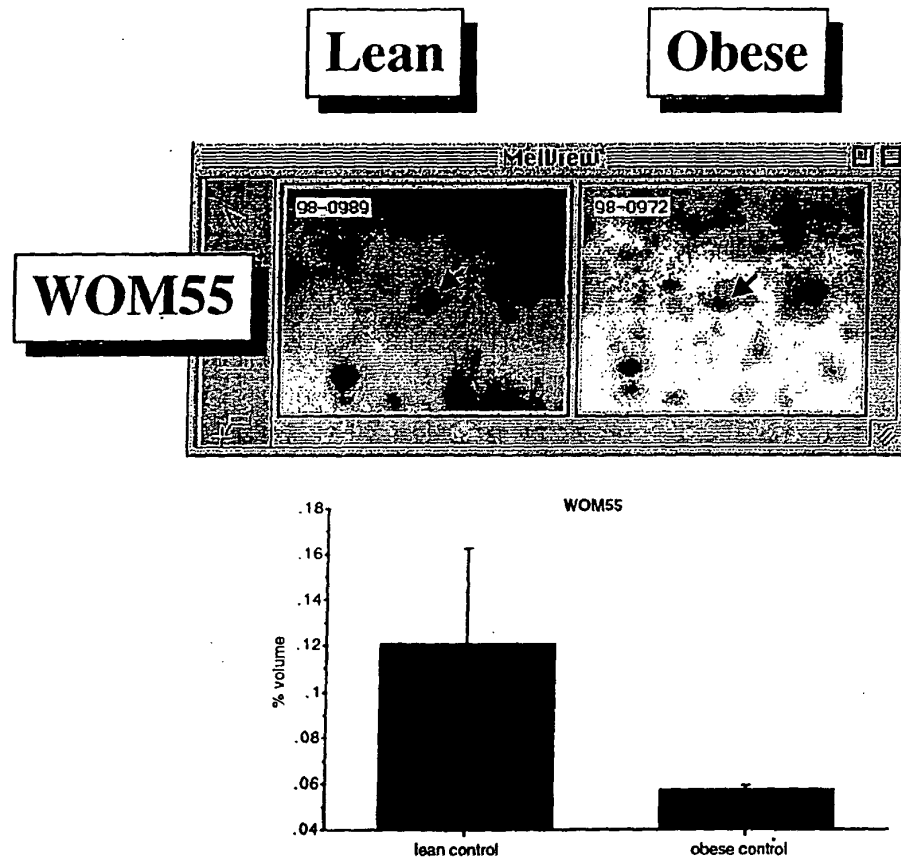 Lean Obese
MelView
98-0989 98-0972
WOM55
WOM55
.18
.16
.14
.12
.1
.08
.06
.04
% volume
lean control obese control